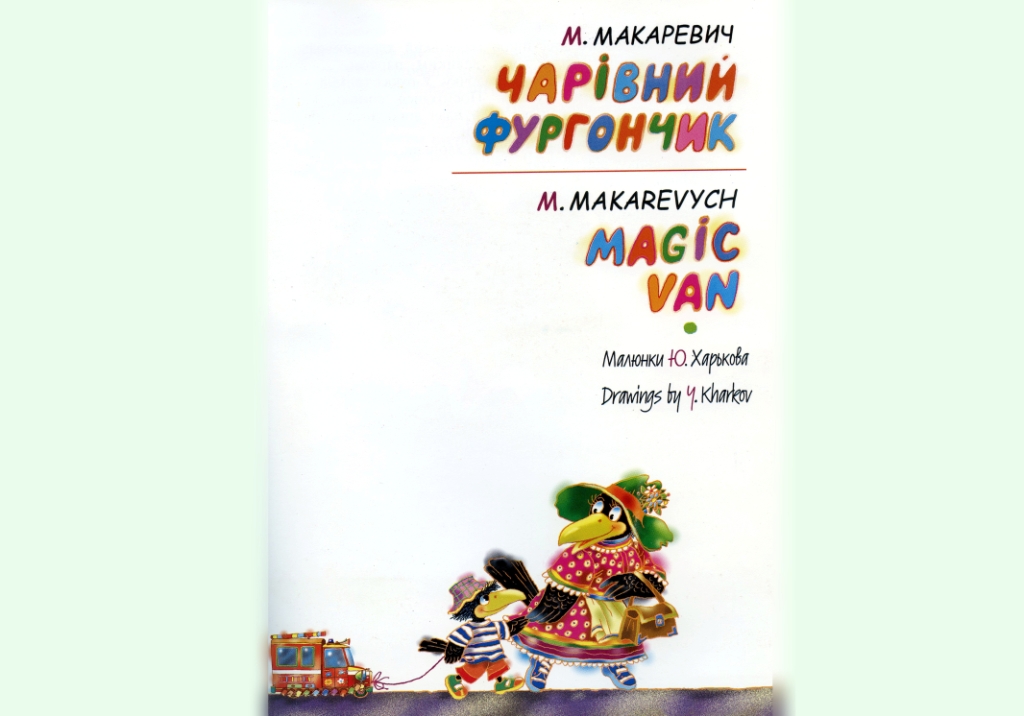 М. МАКАРЕВИЧ
ЧАРІВНИЙ
ФУРГОНЧИК
M. MAKAREVYCH
MAGIC
VAN
Малюнки Ю. Харькова
Drawings by Y. Kharkov